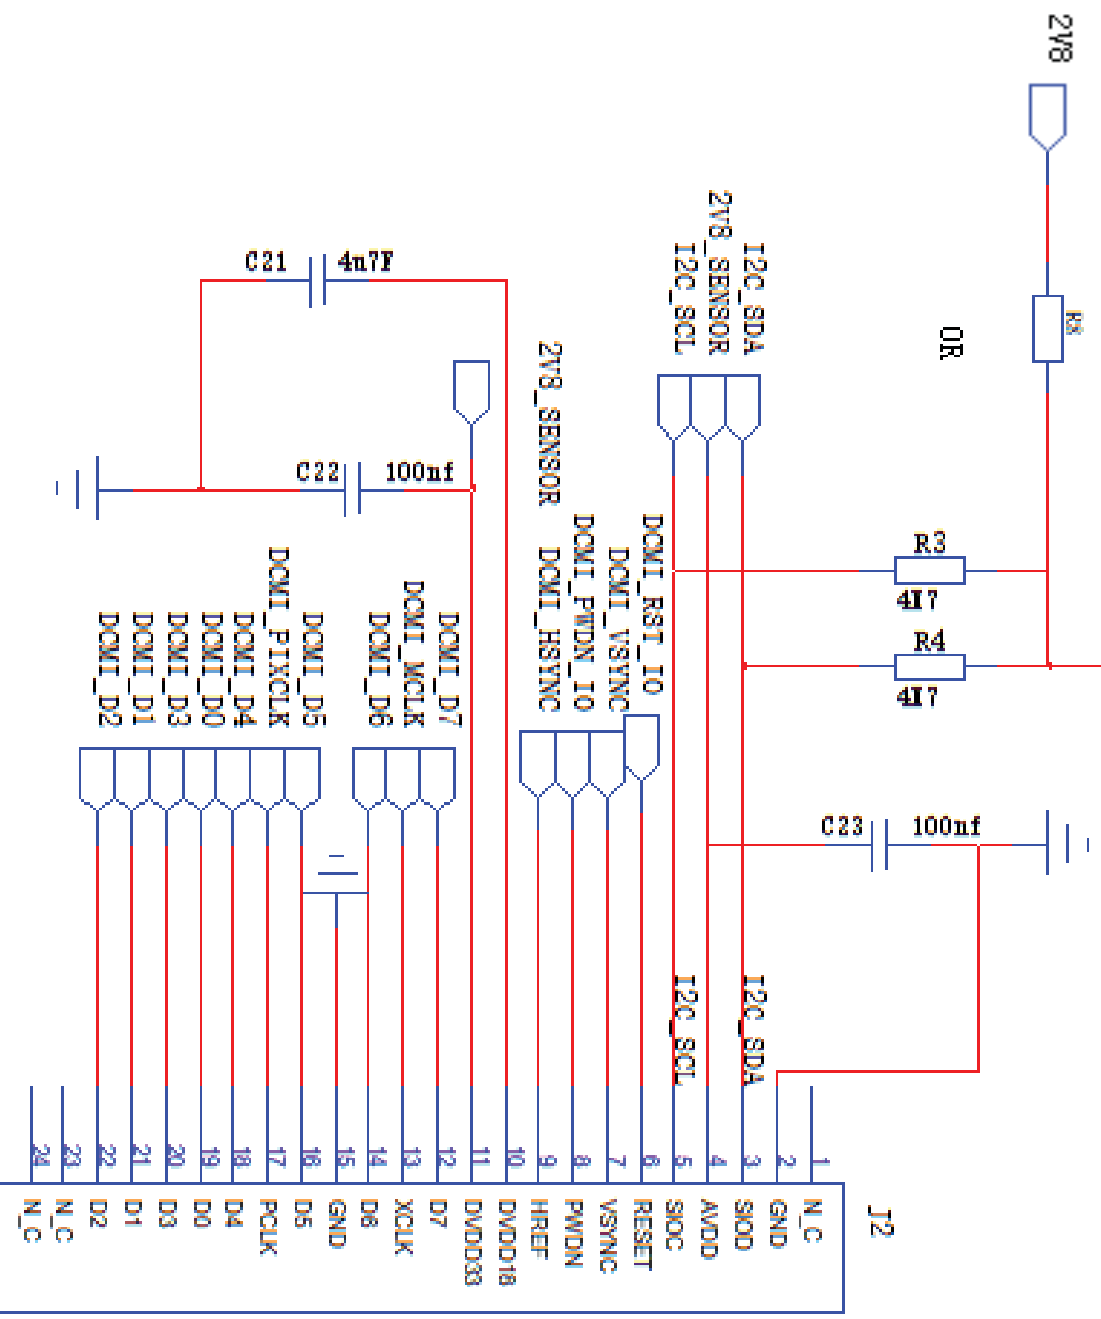 2V8
R8
0R
I2C_SDA
2v8_SENSOR
I2C_SCL
C21
4n7F
2v8_SENSOR
C22
100nf
R3
4K7
R4
4K7
C23
100nf
DCMI_RST_IO
DCMI_VSYNC
DCMI_PWDN_IO
DCMI_HSYNC
DCMI_D7
DCMI_MCLK
DCMI_D6
DCMI_D5
DCMI_PIXCLK
DCMI_D4
DCMI_D0
DCMI_D3
DCMI_D1
DCMI_D2
I2C_SDA
I2C_SCL
J2
1 N_C
2 GND
3 SIOD
4 AVDD
5 SIOC
6 RESET
7 VSYNC
8 PWDN
9 HREF
10 DVDD18
11 DVDD33
12 D7
13 XCLK
14 D6
15 GND
16 D5
17 PCLK
18 D4
19 D0
20 D3
21 D1
22 D2
23 N_C
24 N_C